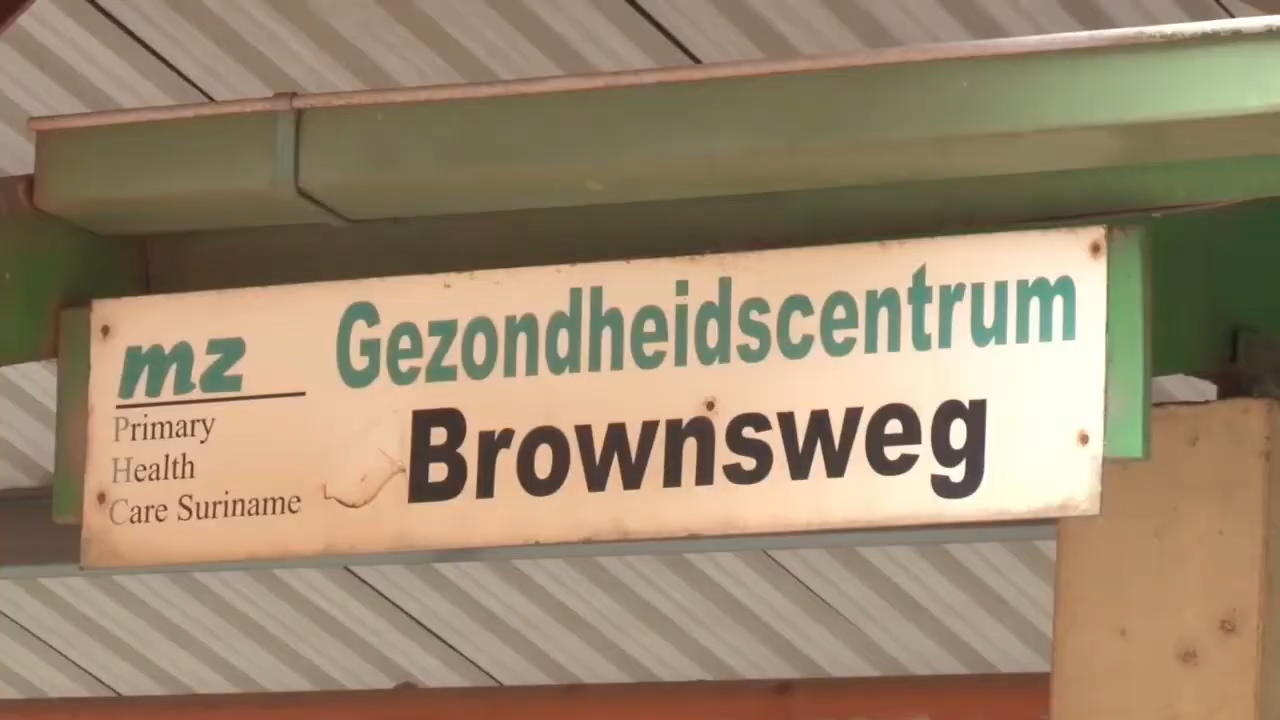 mz
Primary
Health
Care Suriname
Gezondheidscentrum
Brownsweg